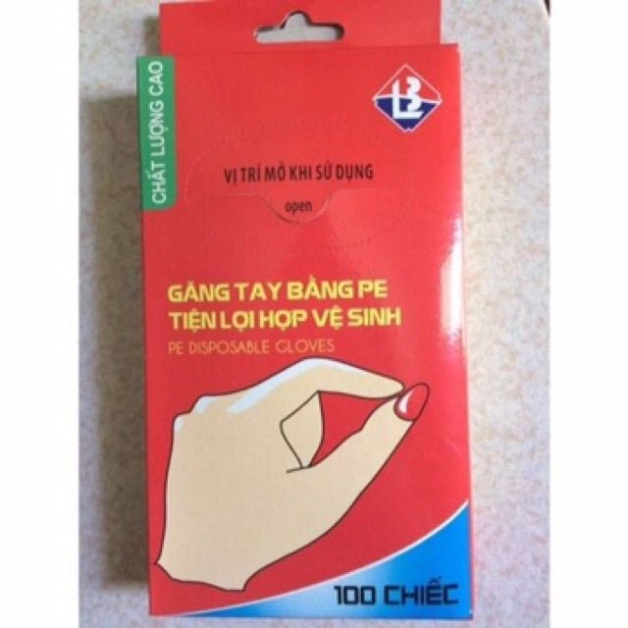 CHẤT LƯỢNG CAO
LB
VỊ TRÍ MỞ KHI SỬ DỤNG
open
GĂNG TAY BẰNG PE
TIỆN LỢI HỢP VỆ SINH
PE DISPOSABLE GLOVES
100 CHIẾC